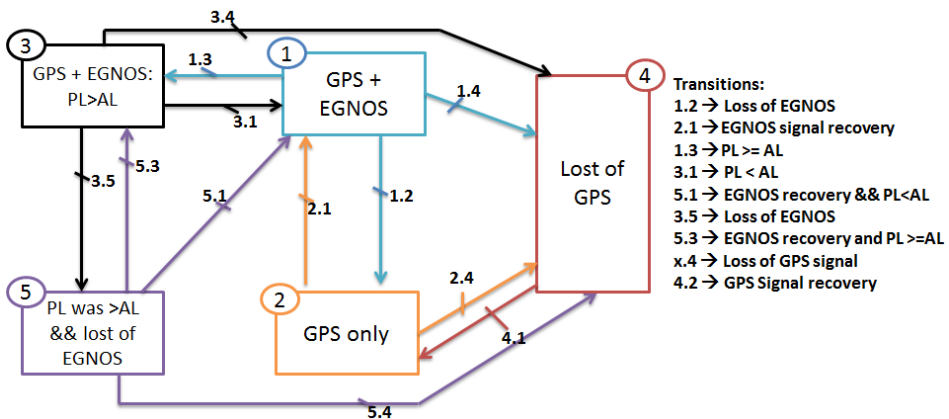 3.4
3
1
4
GPS + EGNOS:
PL>AL
1.3
GPS +
EGNOS
1.4
3.1
Lost of
GPS
3.5
5.3
5.1
2.1
1.2
2.4
4.1
5
PL was >AL
&& lost of
EGNOS
2
GPS only
5.4
Transitions:
1.2 → Loss of EGNOS
2.1 → EGNOS signal recovery
1.3 → PL >= AL
3.1 → PL < AL
5.1 → EGNOS recovery && PL<AL
3.5 → Loss of EGNOS
5.3 → EGNOS recovery and PL >=AL
x.4 → Loss of GPS signal
4.2 → GPS Signal recovery